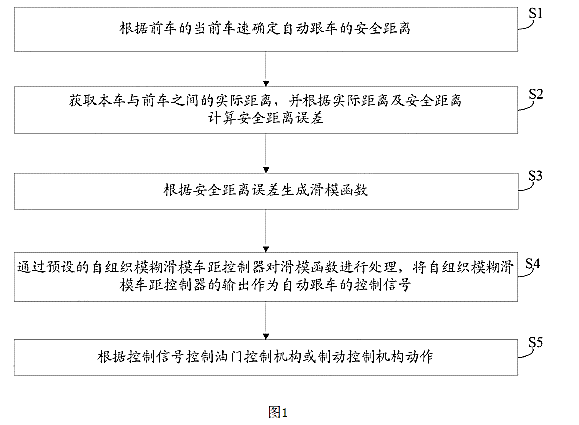 根据前车的当前车速确定自动跟车的安全距离
S1
获取本车与前车之间的实际距离，并根据实际距离及安全距离
计算安全距离误差
S2
根据安全距离误差生成滑模函数
S3
通过预设的自组织模糊滑模车距控制器对滑模函数进行处理，将自组织模糊滑
模车距控制器的输出作为自动跟车的控制信号
S4
根据控制信号控制油门控制机构或制动控制机构动作
S5
图1